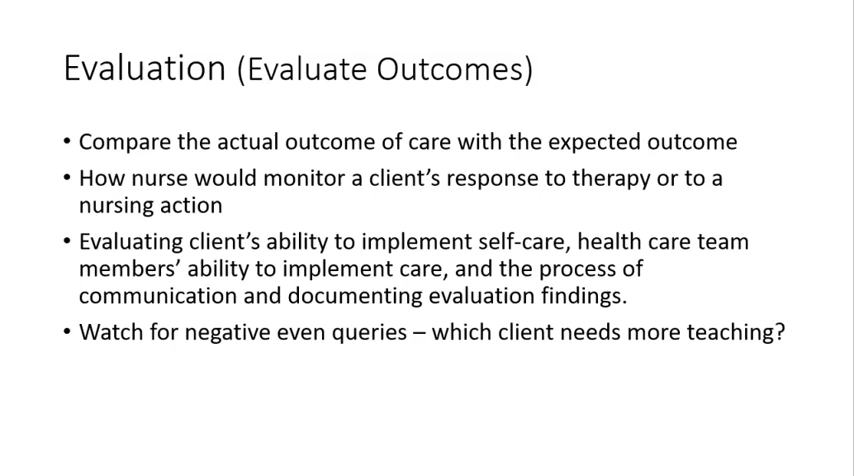 Evaluation (Evaluate Outcomes)
• Compare the actual outcome of care with the expected outcome
• How nurse would monitor a client's response to therapy or to a
nursing action
• Evaluating client's ability to implement self-care, health care team
members' ability to implement care, and the process of
communication and documenting evaluation findings.
• Watch for negative even queries – which client needs more teaching?